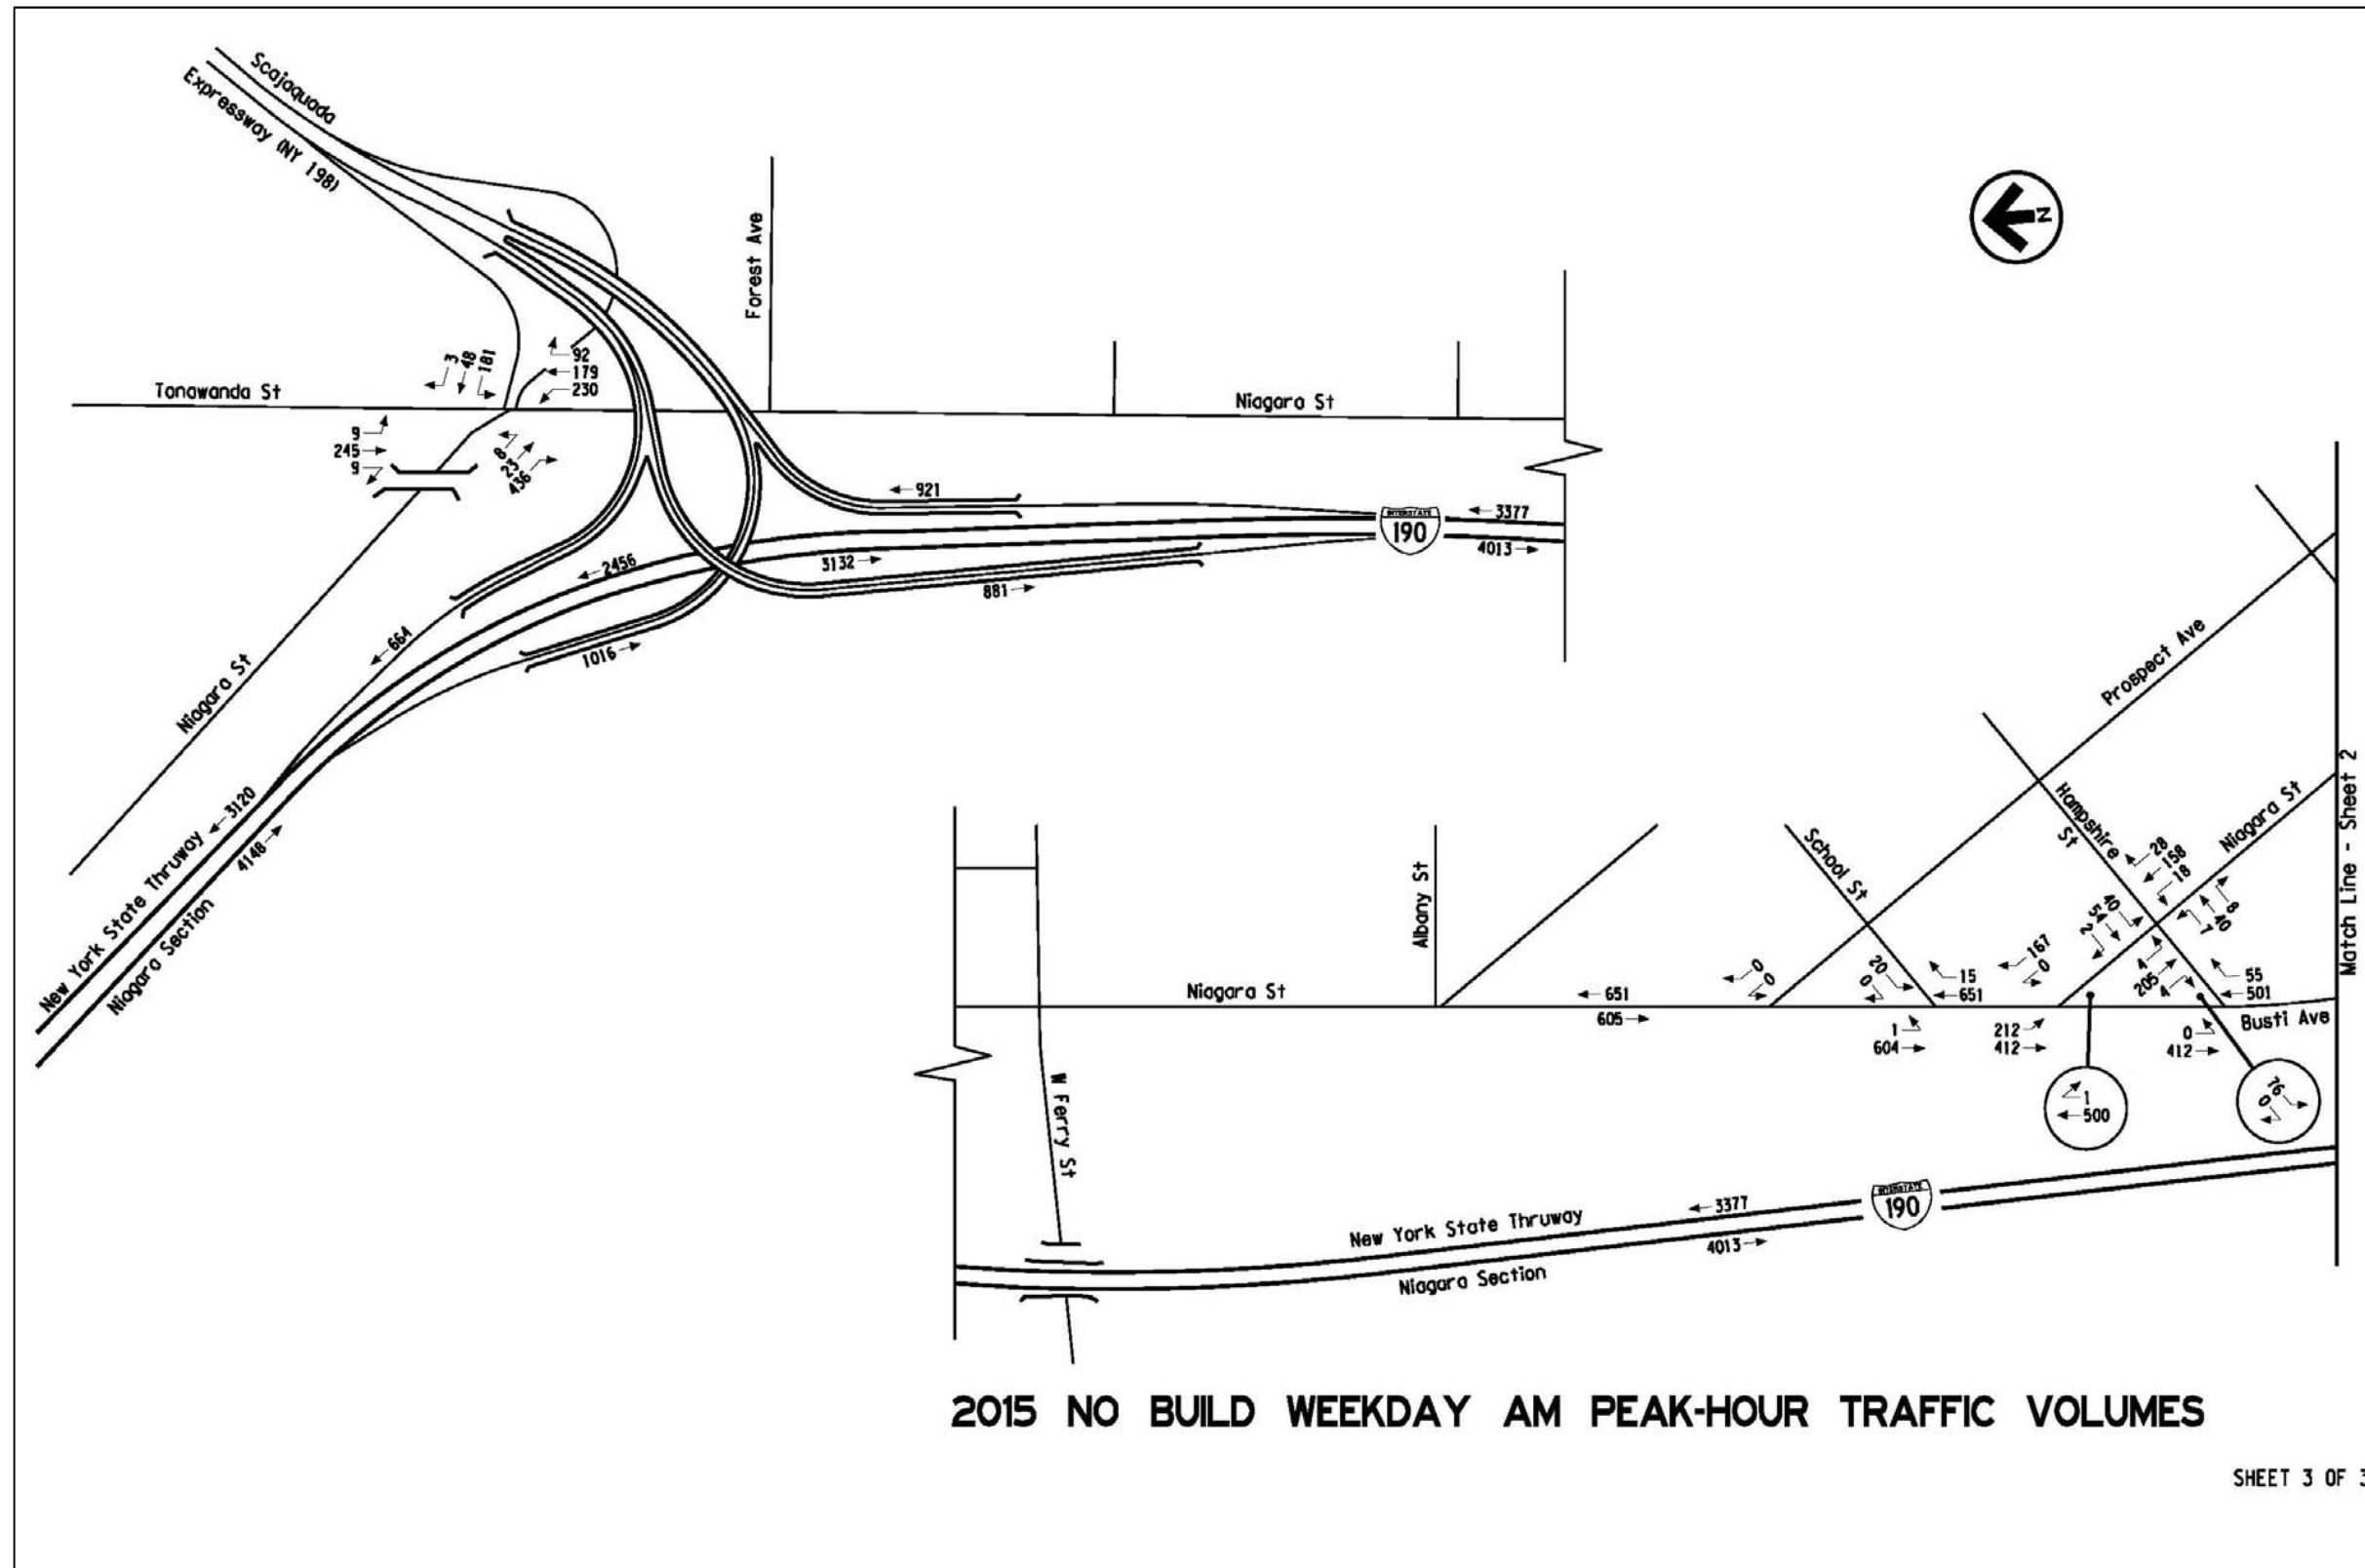 Scajaquada
Expressway (NY 198)
Forest Ave
N
3
48
181
92
179
230
Tonawanda St
Niagara St
9
245
9
8
23
436
921
INTERSTATE
190
3377
4013
2456
3132
881
664
1016
Niagara St
3120
4148
New York State Thruway
Niagara Section
Prospect Ave
Hampshire
St
Niagara St
Match Line - Sheet 2
School St
Albany St
28
158
18
40
54
2
8
40
7
4
205
4
167
0
0
0
20
0
15
651
55
501
Niagara St
651
605
1
604
212
412
0
412
Busti Ave
1
500
76
0
W Ferry St
New York State Thruway
Niagara Section
3377
4013
INTERSTATE
190
2015 NO BUILD WEEKDAY AM PEAK-HOUR TRAFFIC VOLUMES
SHEET 3 OF 3